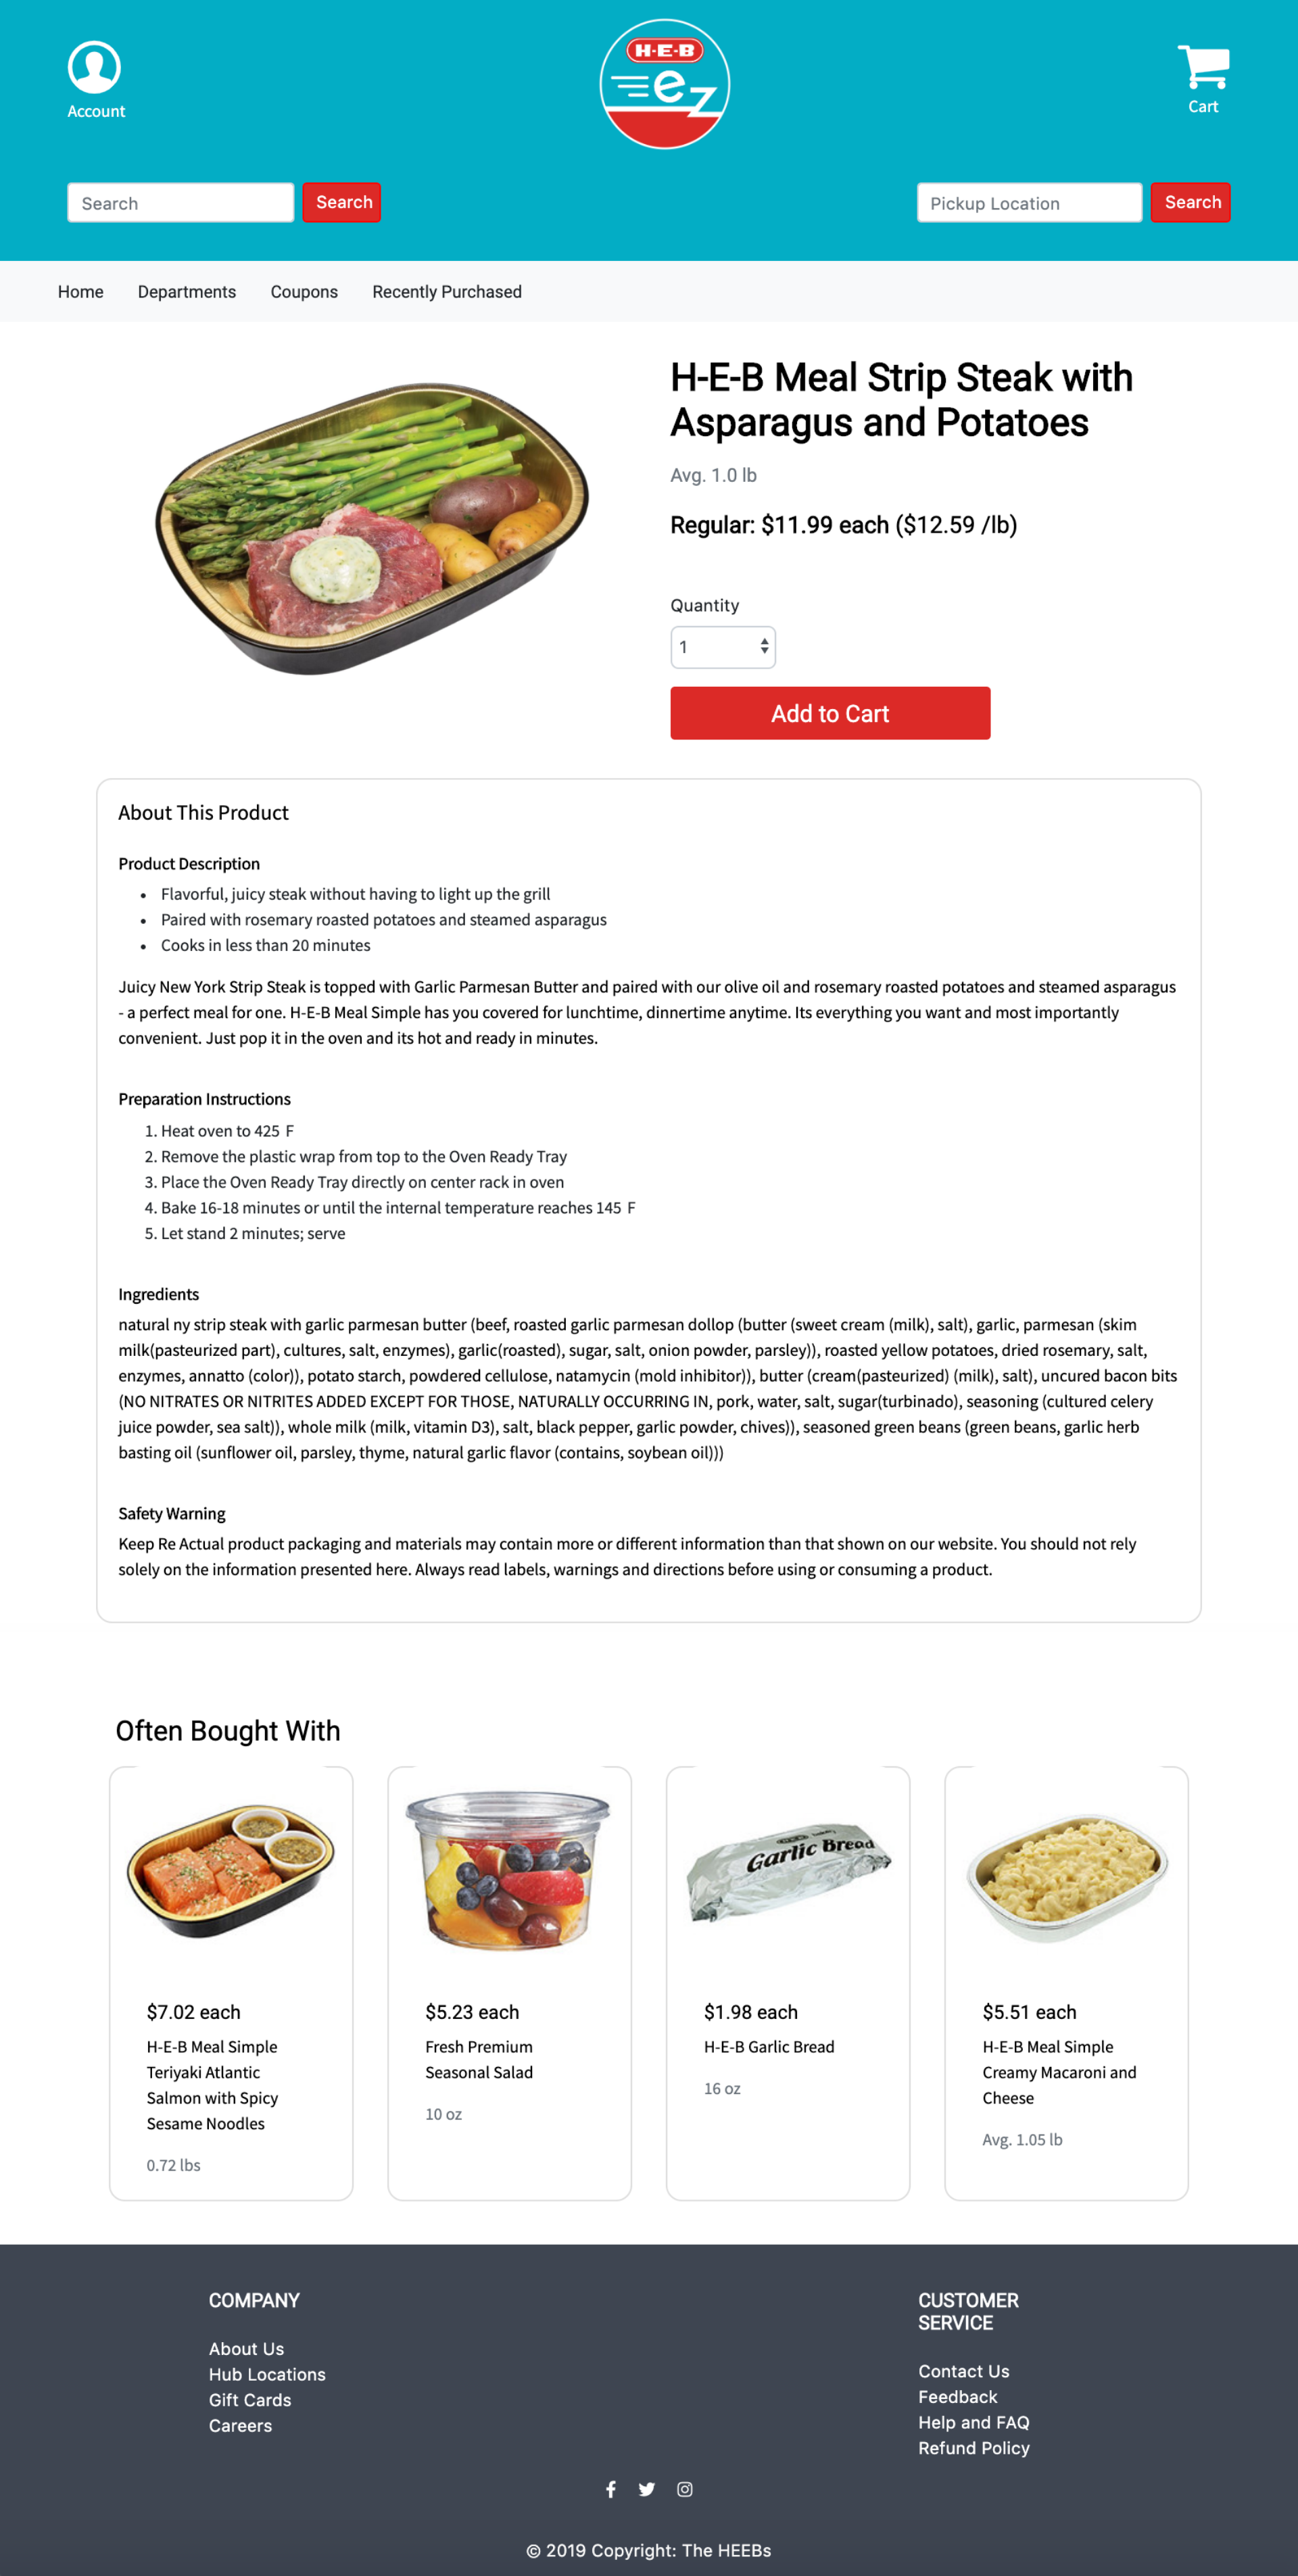 H-E-B
ez
Account
Cart
Search
Search
Pickup Location
Search
Home
Departments
Coupons
Recently Purchased
H-E-B Meal Strip Steak with
Asparagus and Potatoes
Avg. 1.0 lb
Regular: $11.99 each ($12.59 /lb)
Quantity
1
Add to Cart
About This Product
Product Description
• Flavorful, juicy steak without having to light up the grill
• Paired with rosemary roasted potatoes and steamed asparagus
• Cooks in less than 20 minutes
Juicy New York Strip Steak is topped with Garlic Parmesan Butter and paired with our olive oil and rosemary roasted potatoes and steamed asparagus
- a perfect meal for one. H-E-B Meal Simple has you covered for lunchtime, dinnertime anytime. Its everything you want and most importantly
convenient. Just pop it in the oven and its hot and ready in minutes.
Preparation Instructions
1. Heat oven to 425 F
2. Remove the plastic wrap from top to the Oven Ready Tray
3. Place the Oven Ready Tray directly on center rack in oven
4. Bake 16-18 minutes or until the internal temperature reaches 145 F
5. Let stand 2 minutes; serve
Ingredients
natural ny strip steak with garlic parmesan butter (beef, roasted garlic parmesan dollop (butter (sweet cream (milk), salt), garlic, parmesan (skim
milk(pasteurized part), cultures, salt, enzymes), garlic(roasted), sugar, salt, onion powder, parsley)), roasted yellow potatoes, dried rosemary, salt,
enzymes, annatto (color)), potato starch, powdered cellulose, natamycin (mold inhibitor)), butter (cream(pasteurized) (milk), salt), uncured bacon bits
(NO NITRATES OR NITRITES ADDED EXCEPT FOR THOSE, NATURALLY OCCURRING IN, pork, water, salt, sugar(turbinado), seasoning (cultured celery
juice powder, sea salt)), whole milk (milk, vitamin D3), salt, black pepper, garlic powder, chives)), seasoned green beans (green beans, garlic herb
basting oil (sunflower oil, parsley, thyme, natural garlic flavor (contains, soybean oil)))
Safety Warning
Keep Re Actual product packaging and materials may contain more or different information than that shown on our website. You should not rely
solely on the information presented here. Always read labels, warnings and directions before using or consuming a product.
Often Bought With
Garlic Bread
$7.02 each
H-E-B Meal Simple
Teriyaki Atlantic
Salmon with Spicy
Sesame Noodles
0.72 lbs
$5.23 each
Fresh Premium
Seasonal Salad
10 oz
$1.98 each
H-E-B Garlic Bread
16 oz
$5.51 each
H-E-B Meal Simple
Creamy Macaroni and
Cheese
Avg. 1.05 lb
COMPANY
About Us
Hub Locations
Gift Cards
Careers
CUSTOMER
SERVICE
Contact Us
Feedback
Help and FAQ
Refund Policy
© 2019 Copyright: The HEEBs